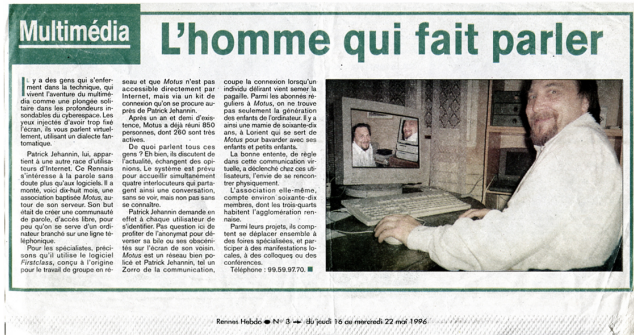 Multimédia
L'homme qui fait parler
IL y a des gens qui s'enfer-
ment dans la technique, qui
vivent l'aventure du multimé-
dia comme une plongée soli-
taire dans les profondeurs in-
sondables du cyberespace. Les
yeux injectés d'avoir trop fixé
l'écran, ils vous parlent virtuel-
lement, utilisant un dialecte fan-
tomatique.
Patrick Jehannin, lui, appar-
tient à une autre race d'utilisa-
teurs d'Internet. Ce Rennais
s'intéresse à la parole sans
doute plus qu'aux logiciels. Il a
monté, voici dix-huit mois, une
association baptisée Motus, au-
tour de son serveur. Son but
était de créer une communauté
de parole, d'accès libre, pour
peu qu'on se serve d'un ordi-
nateur branché sur une ligne té-
léphonique.
Pour les spécialistes, préci-
sons qu'il utilise le logiciel
Firstclass, conçu à l'origine
pour le travail de groupe en ré-
seau et que Motus n'est pas
accessible directement par
Internet, mais via un kit de
connexion qu'on se procure au-
près de Patrick Jehannin.
Après un an et demi d'exis-
tence, Motus a déjà réuni 850
personnes, dont 260 sont très
actives.
De quoi parlent tous ces
gens ? Eh bien, ils discutent de
l'actualité, échangent des opi-
nions. Le système est prévu
pour accueillir simultanément
quatre interlocuteurs qui parta-
gent ainsi une conversation,
sans se voir, mais non pas sans
se connaître.
Patrick Jehannin demande en
effet à chaque utilisateur de
s'identifier. Pas question ici de
profiter de l'anonymat pour dé-
verser sa bile ou ses obscéni-
tés sur l'écran de son voisin.
Motus est un réseau bien po-
licé et Patrick Jehannin, tel un
Zorro de la communication,
coupe la connexion lorsqu'un
individu délirant vient semer la
pagaille. Parmi les abonnés ré-
guliers à Motus, on ne trouve
pas seulement la génération
des enfants de l'ordinateur. Il y
a ainsi une mamie de soixante-dix
ans, à Lorient qui se sert de
Motus pour bavarder avec ses
enfants et petits enfants.
La bonne entente, de règle
dans cette communication vir-
tuelle, a déclenché chez ces uti-
lisateurs, l'envie de se rencon-
trer physiquement.
L'association elle-même,
compte environ soixante-dix
membres, dont les trois-quarts
habitent l'agglomération ren-
naise.
Parmi leurs projets, ils comp-
tent se déplacer ensemble à
des foires spécialisées, et par-
ticiper à des manifestations lo-
cales, à des colloques ou des
conférences.
Téléphone : 99.59.97.70.
Rennes Hebdo N° 3 du jeudi 16 au mercredi 22 mai 1996